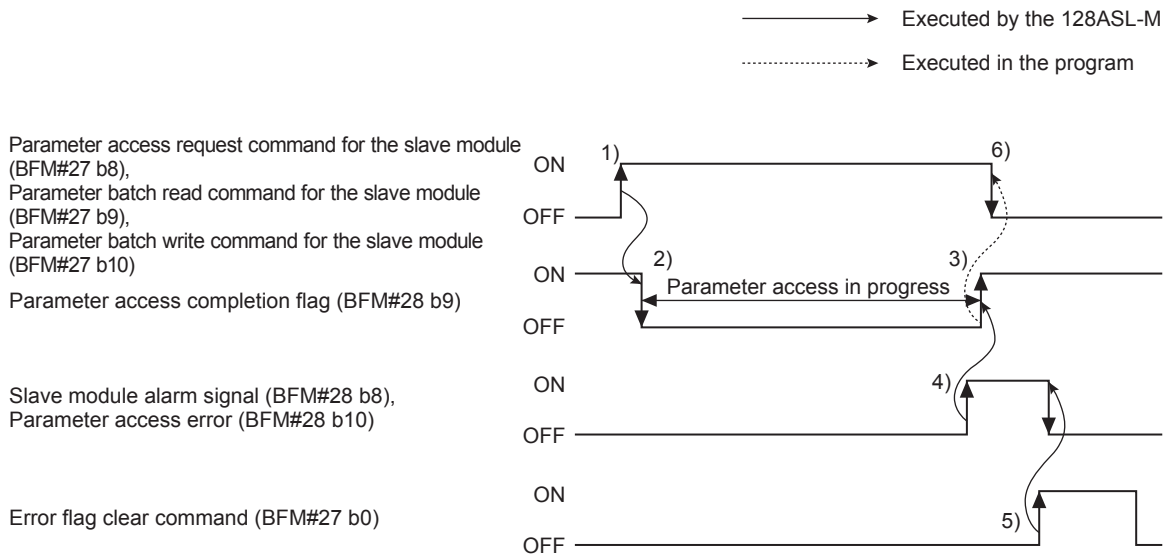 Executed by the 128ASL-M
Executed in the program
Parameter access request command for the slave module
(BFM#27 b8),
Parameter batch read command for the slave module
(BFM#27 b9),
Parameter batch write command for the slave module
(BFM#27 b10)
ON
OFF
1)
6)
Parameter access completion flag (BFM#28 b9)
ON
OFF
2)
Parameter access in progress
3)
Slave module alarm signal (BFM#28 b8),
Parameter access error (BFM#28 b10)
ON
OFF
4)
Error flag clear command (BFM#27 b0)
ON
OFF
5)